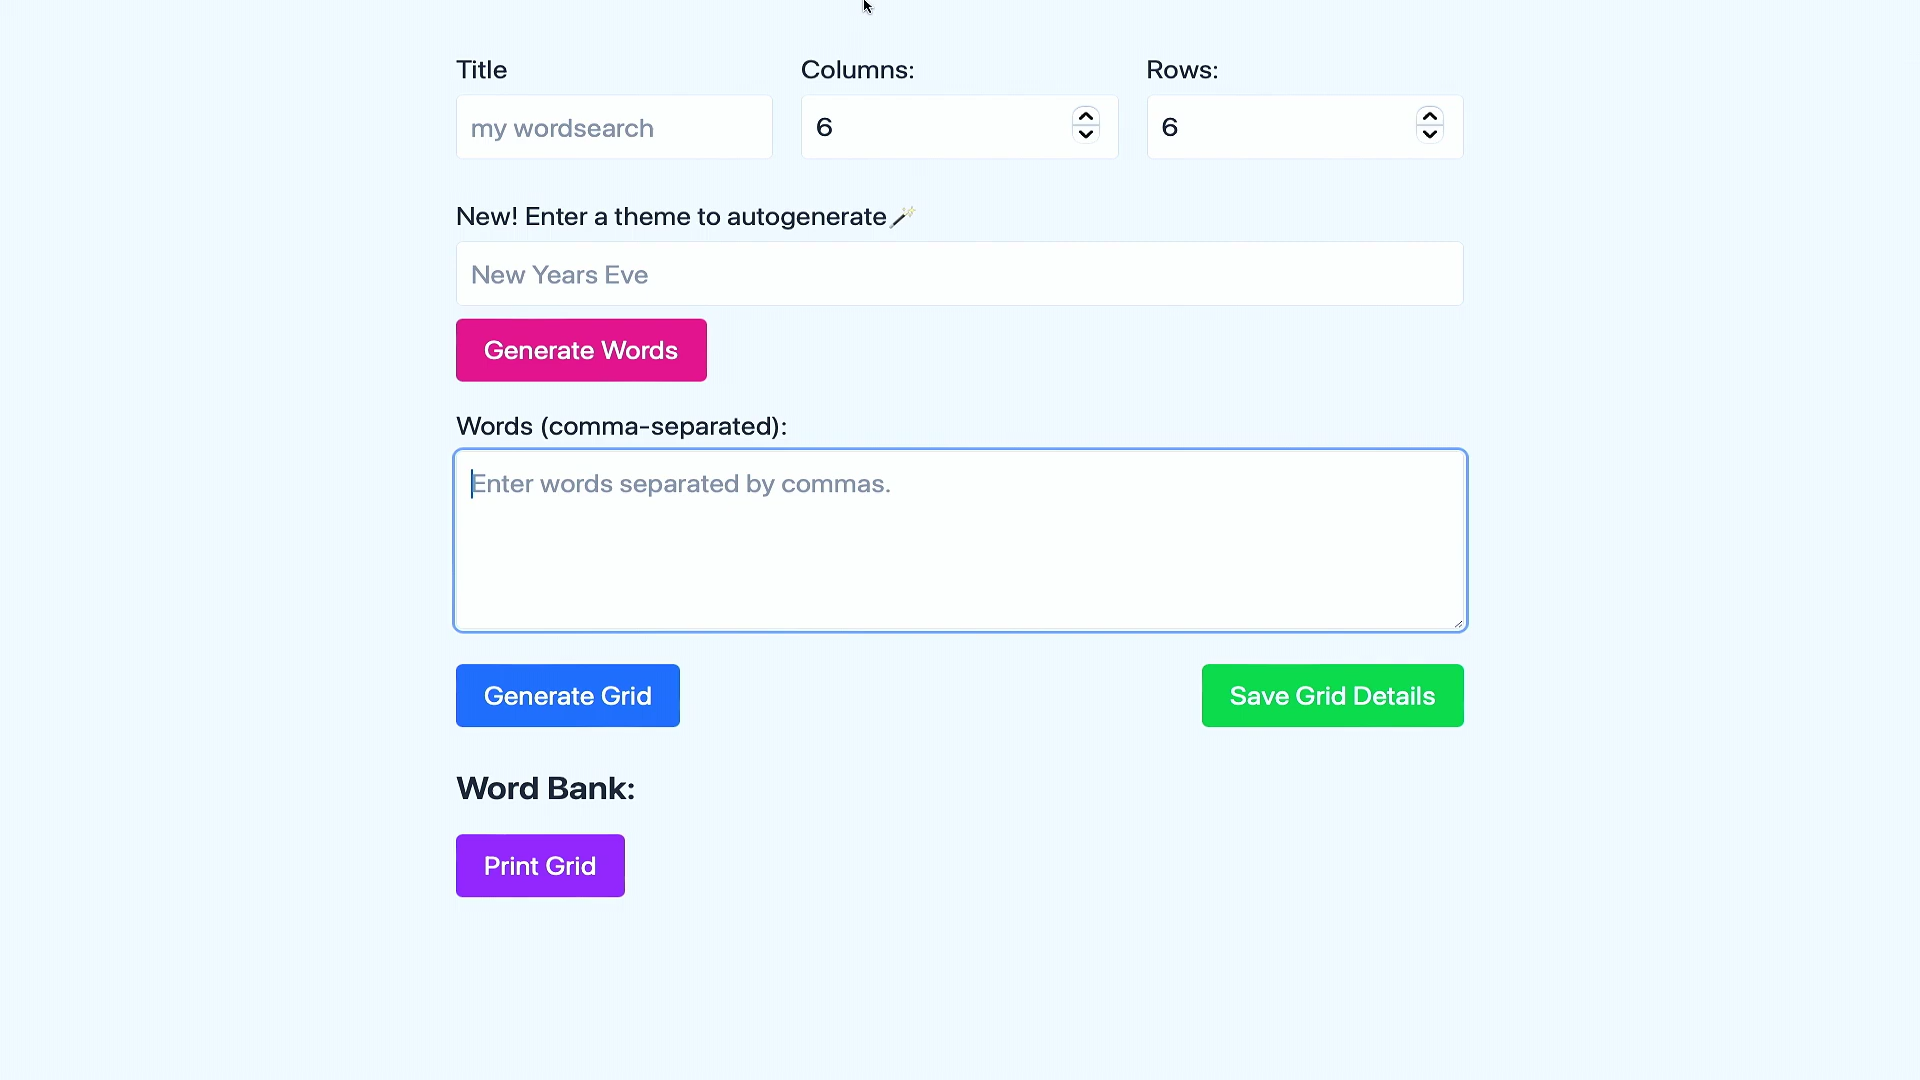 Title
Columns:
Rows:
my wordsearch
6
6
New! Enter a theme to autogenerate
New Years Eve
Generate Words
Words (comma-separated):
Enter words separated by commas.
Generate Grid
Save Grid Details
Word Bank:
Print Grid